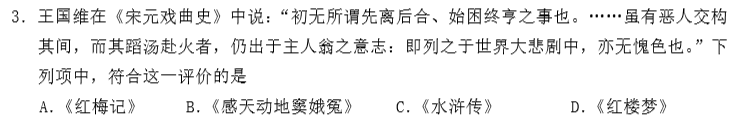 3. 王国维在《宋元戏曲史》中说:“初无所谓先离后合、始困终亨之事也。……虽有恶人交构
其间,而其蹈汤赴火者,仍出于主人翁之意志:即列之于世界大悲剧中,亦无愧色也。”下
列项中,符合这一评价的是
A.《红梅记》 B.《感天动地窦娥冤》 C.《水浒传》 D.《红楼梦》